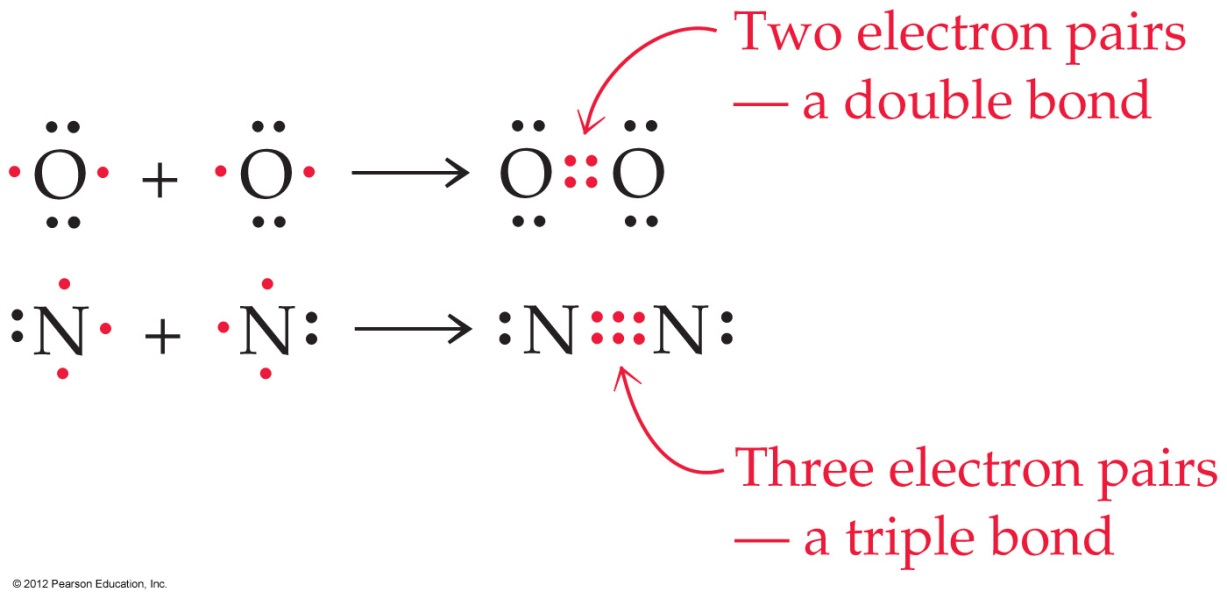 Two electron pairs
— a double bond
·Ö· + ·Ö· ⟶ Ö::Ö
:N· + ·N: ⟶ :N:::N:
Three electron pairs
— a triple bond
© 2012 Pearson Education, Inc.